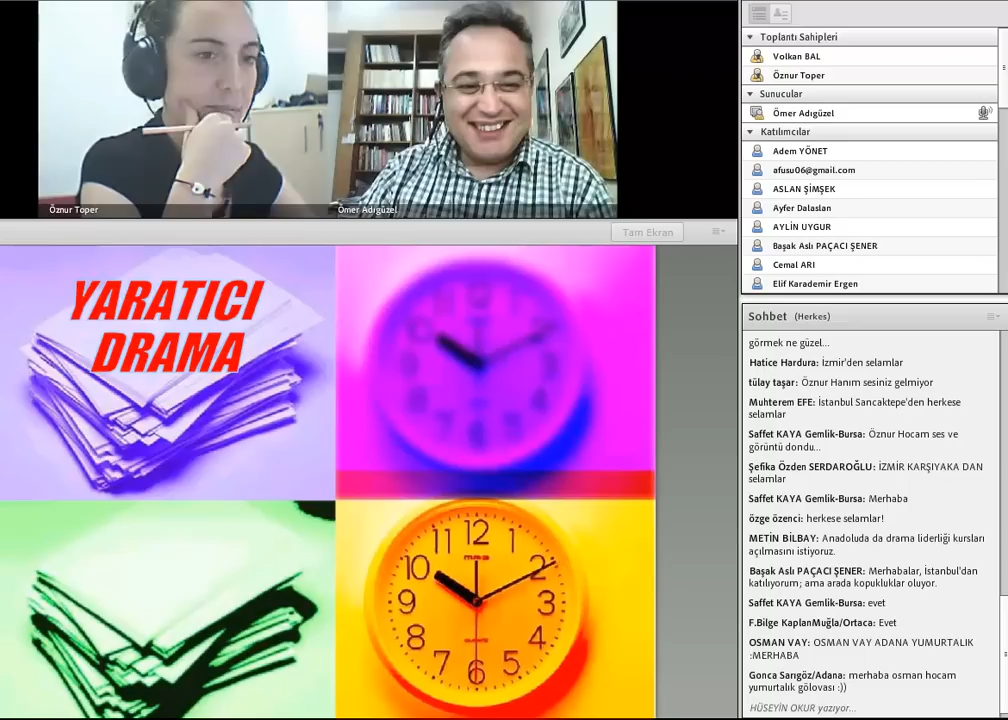 Öznur Toper
Ömer Adıgüzel
Tam Ekran
YARATICI
DRAMA
12
1
2
3
4
5
6
7
8
9
10
11
QUARTZ
Toplantı Sahipleri
Volkan BAL
Öznur Toper
Sunucular
Ömer Adıgüzel
Katılımcılar
Adem YÖNET
afusu06@gmail.com
ASLAN ŞİMŞEK
Ayfer Dalaslan
AYLİN UYGUR
Başak Aslı PAÇACI ŞENER
Cemal ARI
Elif Karademir Ergen
Sohbet (Herkes)
görmek ne güzel...
Hatice Hardura: İzmir'den selamlar
tülay taşar: Öznur Hanım sesiniz gelmiyor
Muhterem EFE: İstanbul Sancaktepe'den herkese
selamlar
Saffet KAYA Gemlik-Bursa: Öznur Hocam ses ve
görüntü dondu...
Şefika Özden SERDAROĞLU: İZMİR KARŞIYAKA DAN
selamlar
Saffet KAYA Gemlik-Bursa: Merhaba
özge özenci: herkese selamlar!
METİN BİLBAY: Anadoluda da drama liderliği kursları
açılmasını istiyoruz.
Başak Aslı PAÇACI ŞENER: Merhabalar, İstanbul'dan
katılıyorum; ama arada kopukluklar oluyor.
Saffet KAYA Gemlik-Bursa: evet
F.Bilge KaplanMuğla/Ortaca: Evet
OSMAN VAY: OSMAN VAY ADANA YUMURTALIK
:MERHABA
Gonca Sarıgöz/Adana: merhaba osman hocam
yumurtalık gölovası :))
HÜSEYİN OKUR yazıyor...